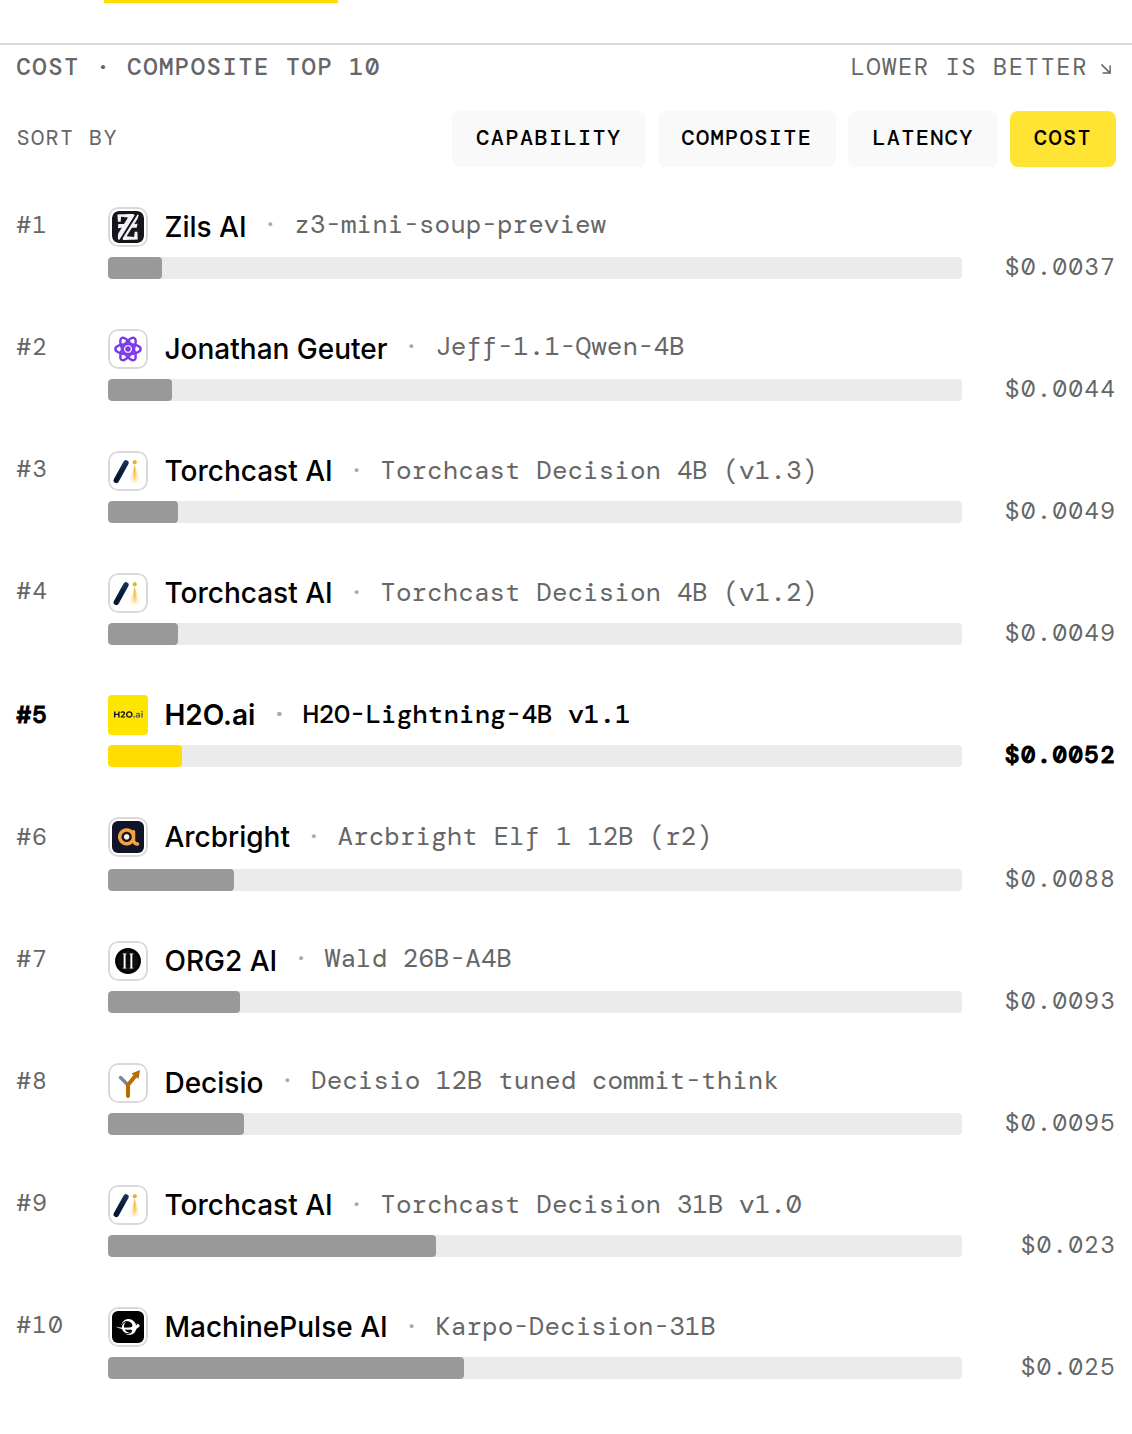 COST · COMPOSITE TOP 10
LOWER IS BETTER ↘
SORT BY
CAPABILITY
COMPOSITE
LATENCY
COST
#1 Zils AI · z3-mini-soup-preview
$0.0037
#2 Jonathan Geuter · Jeff-1.1-Qwen-4B
$0.0044
#3 Torchcast AI · Torchcast Decision 4B (v1.3)
$0.0049
#4 Torchcast AI · Torchcast Decision 4B (v1.2)
$0.0049
#5 H2O.ai H2O.ai · H2O-Lightning-4B v1.1
$0.0052
#6 Arcbright · Arcbright Elf 1 12B (r2)
$0.0088
#7 ORG2 AI · Wald 26B-A4B
$0.0093
#8 Decisio · Decisio 12B tuned commit-think
$0.0095
#9 Torchcast AI · Torchcast Decision 31B v1.0
$0.023
#10 MachinePulse AI · Karpo-Decision-31B
$0.025